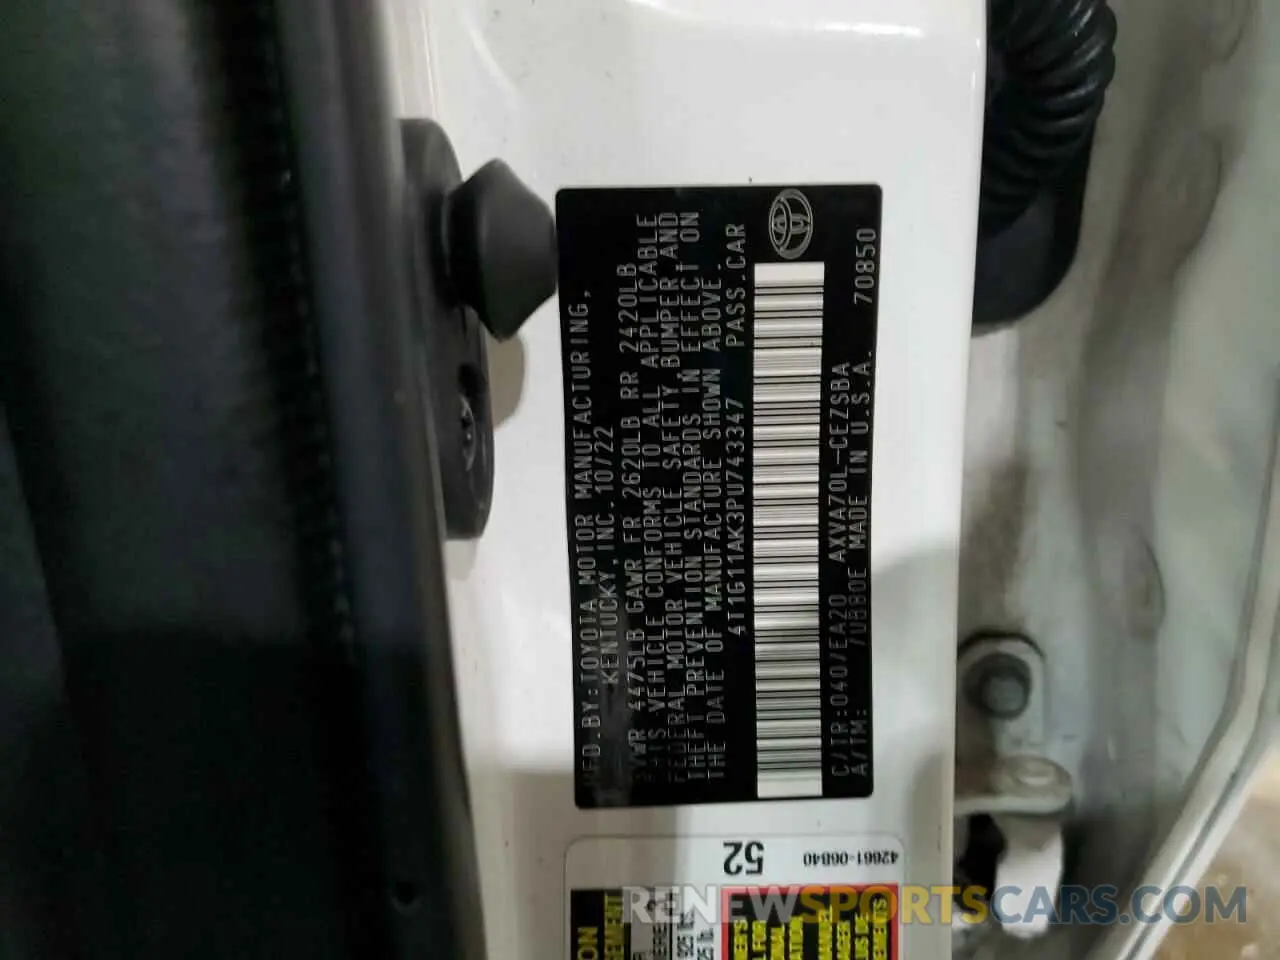 MFD.BY:TOYOTA MOTOR MANUFACTURING,
KENTUCKY, INC. 10/22
GVWR 4475LB GAWR FR 2620LB RR 2420LB
THIS VEHICLE CONFORMS TO ALL APPLICABLE
FEDERAL MOTOR VEHICLE SAFETY, BUMPER, AND
THEFT PREVENTION STANDARDS IN EFFECT ON
THE DATE OF MANUFACTURE SHOWN ABOVE.
4T1G11AK3PU743347 PASS.CAR
C/TR:040/EA20 AXVA70L-CEZSBA 70850
A/TM: /UB80E MADE IN U.S.A.
52
42661-06B40
RENEWSPORTSCARS.COM